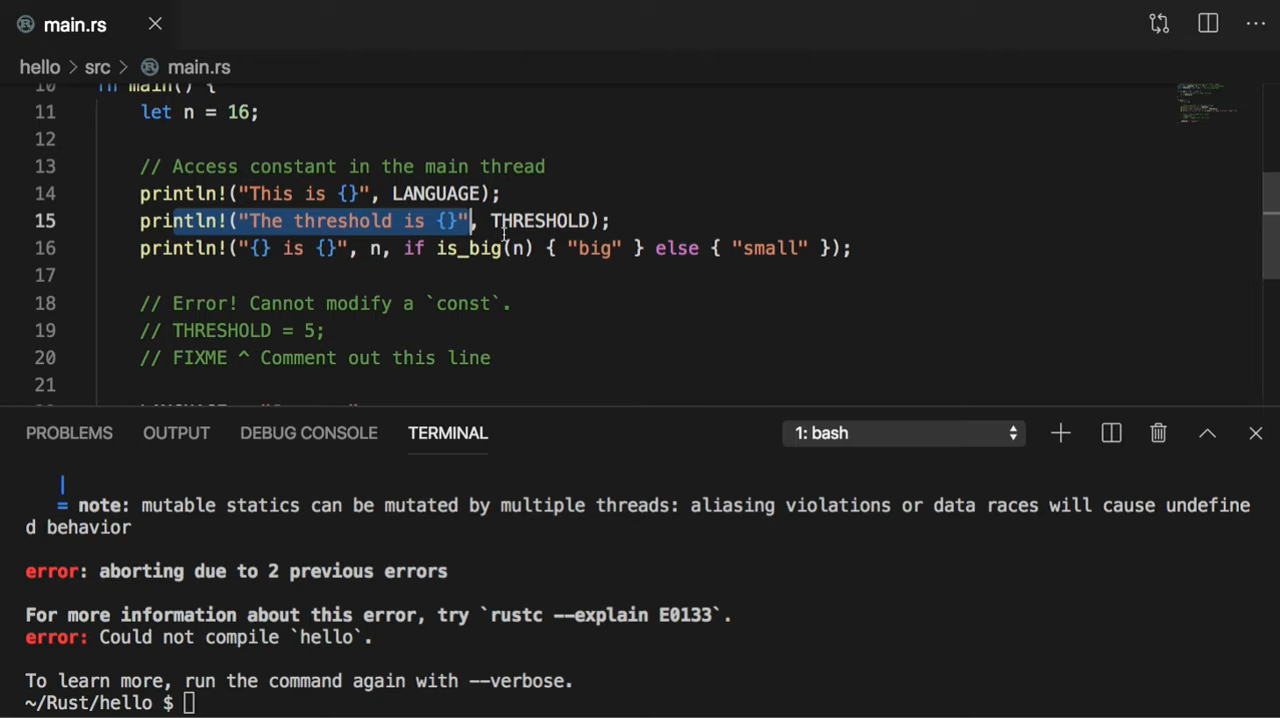 main.rs
hello > src > main.rs
10 fn main() {
11 let n = 16;
12
13 // Access constant in the main thread
14 println!("This is {}", LANGUAGE);
15 println!("The threshold is {}", THRESHOLD);
16 println!("{} is {}", n, if is_big(n) { "big" } else { "small" });
17
18 // Error! Cannot modify a `const`.
19 // THRESHOLD = 5;
20 // FIXME ^ Comment out this line
21
PROBLEMS OUTPUT DEBUG CONSOLE TERMINAL 1: bash
|
= note: mutable statics can be mutated by multiple threads: aliasing violations or data races will cause undefine
d behavior
error: aborting due to 2 previous errors
For more information about this error, try `rustc --explain E0133`.
error: Could not compile `hello`.
To learn more, run the command again with --verbose.
~/Rust/hello $